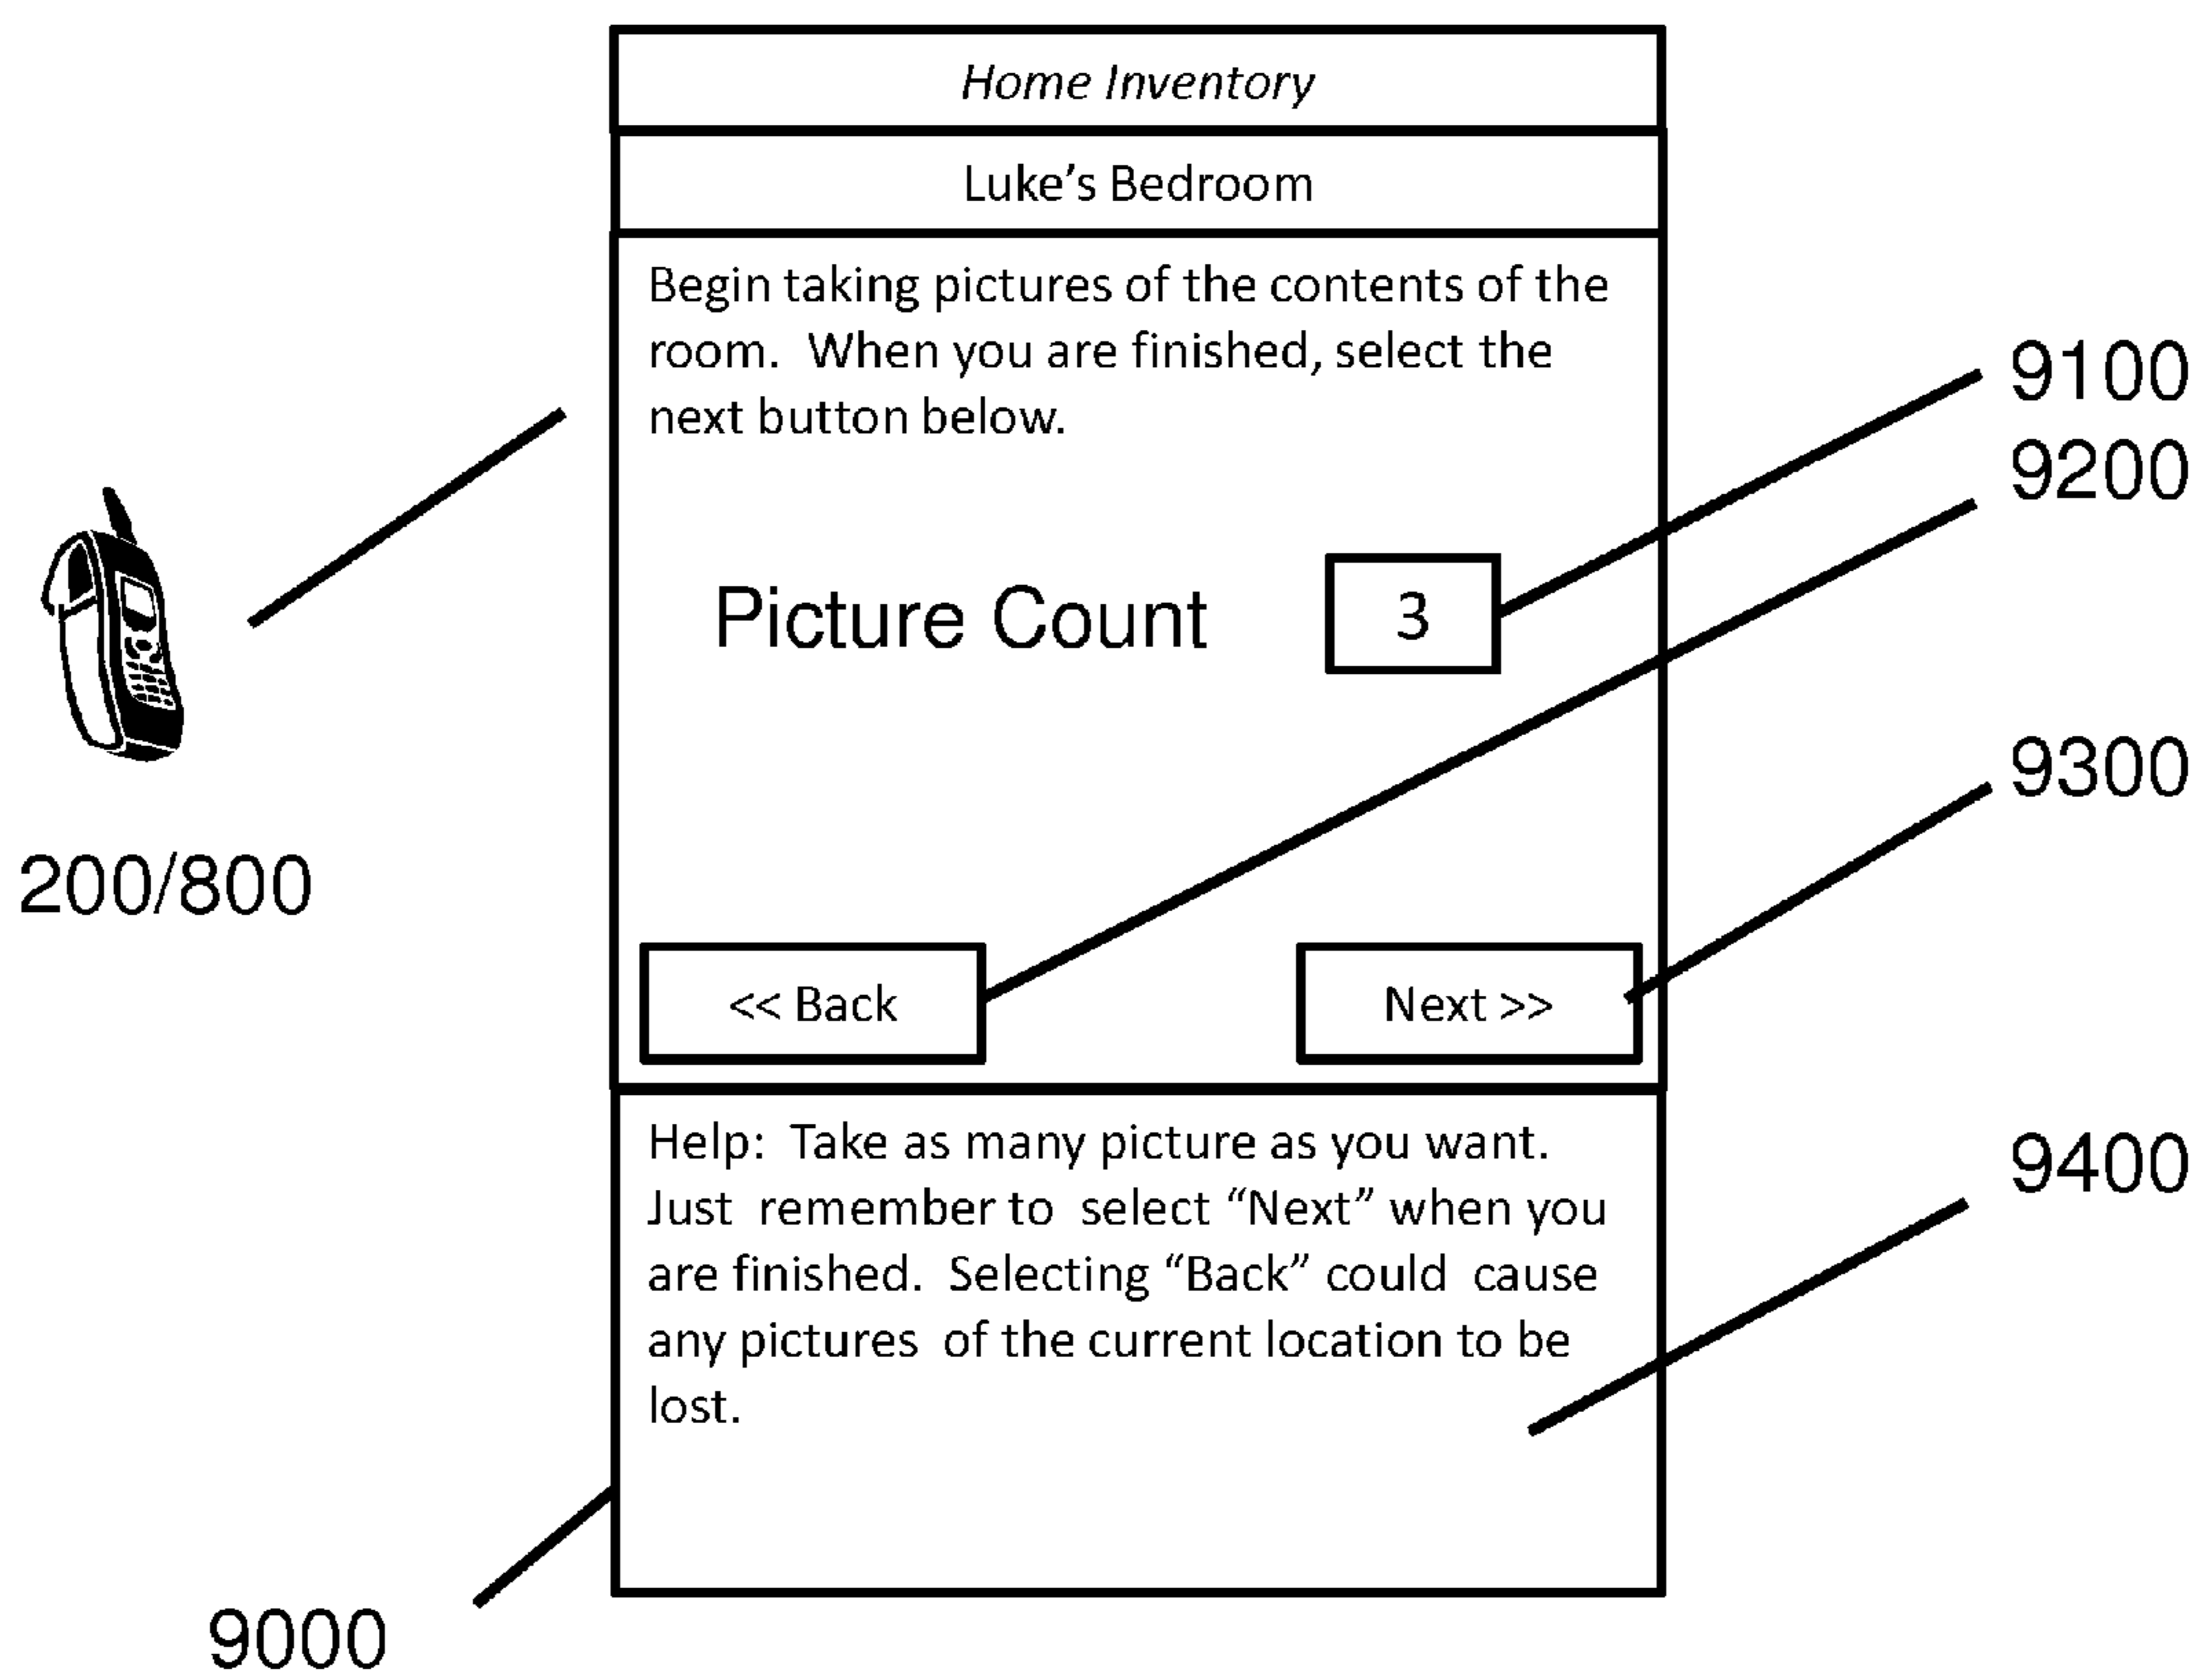 Home Inventory
Luke’s Bedroom
Begin taking pictures of the contents of the
room. When you are finished, select the
next button below.
9100
9200
Picture Count 3
9300
200/800
<< Back
Next >>
Help: Take as many picture as you want.
Just remember to select “Next” when you
are finished. Selecting “Back” could cause
any pictures of the current location to be
lost.
9400
9000